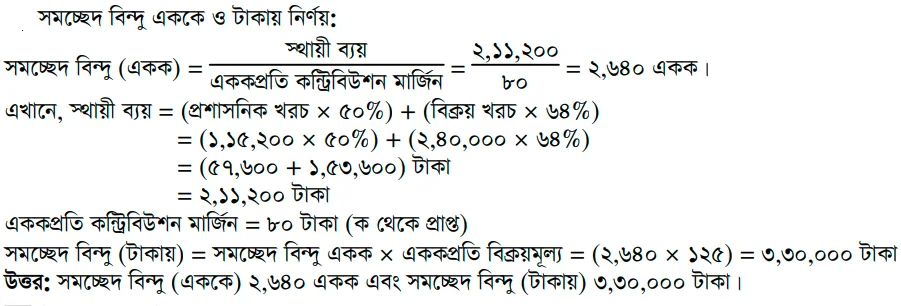 সমচ্ছেদ বিন্দু এককে ও টাকায় নির্ণয়:
সমচ্ছেদ বিন্দু (একক) = স্থায়ী ব্যয় / এককপ্রতি কন্ট্রিবিউশন মার্জিন = ২,১১,২০০ / ৮০ = ২,৬৪০ একক।
এখানে, স্থায়ী ব্যয় = (প্রশাসনিক খরচ × ৫০%) + (বিক্রয় খরচ × ৬৪%)
= (১,১৫,২০০ × ৫০%) + (২,৪০,০০০ × ৬৪%)
= (৫৭,৬০০ + ১,৫৩,৬০০) টাকা
= ২,১১,২০০ টাকা
এককপ্রতি কন্ট্রিবিউশন মার্জিন = ৮০ টাকা (ক থেকে প্রাপ্ত)
সমচ্ছেদ বিন্দু (টাকায়) = সমচ্ছেদ বিন্দু একক × এককপ্রতি বিক্রয়মূল্য = (২,৬৪০ × ১২৫) = ৩,৩০,০০০ টাকা
উত্তর: সমচ্ছেদ বিন্দু (এককে) ২,৬৪০ একক এবং সমচ্ছেদ বিন্দু (টাকায়) ৩,৩০,০০০ টাকা।